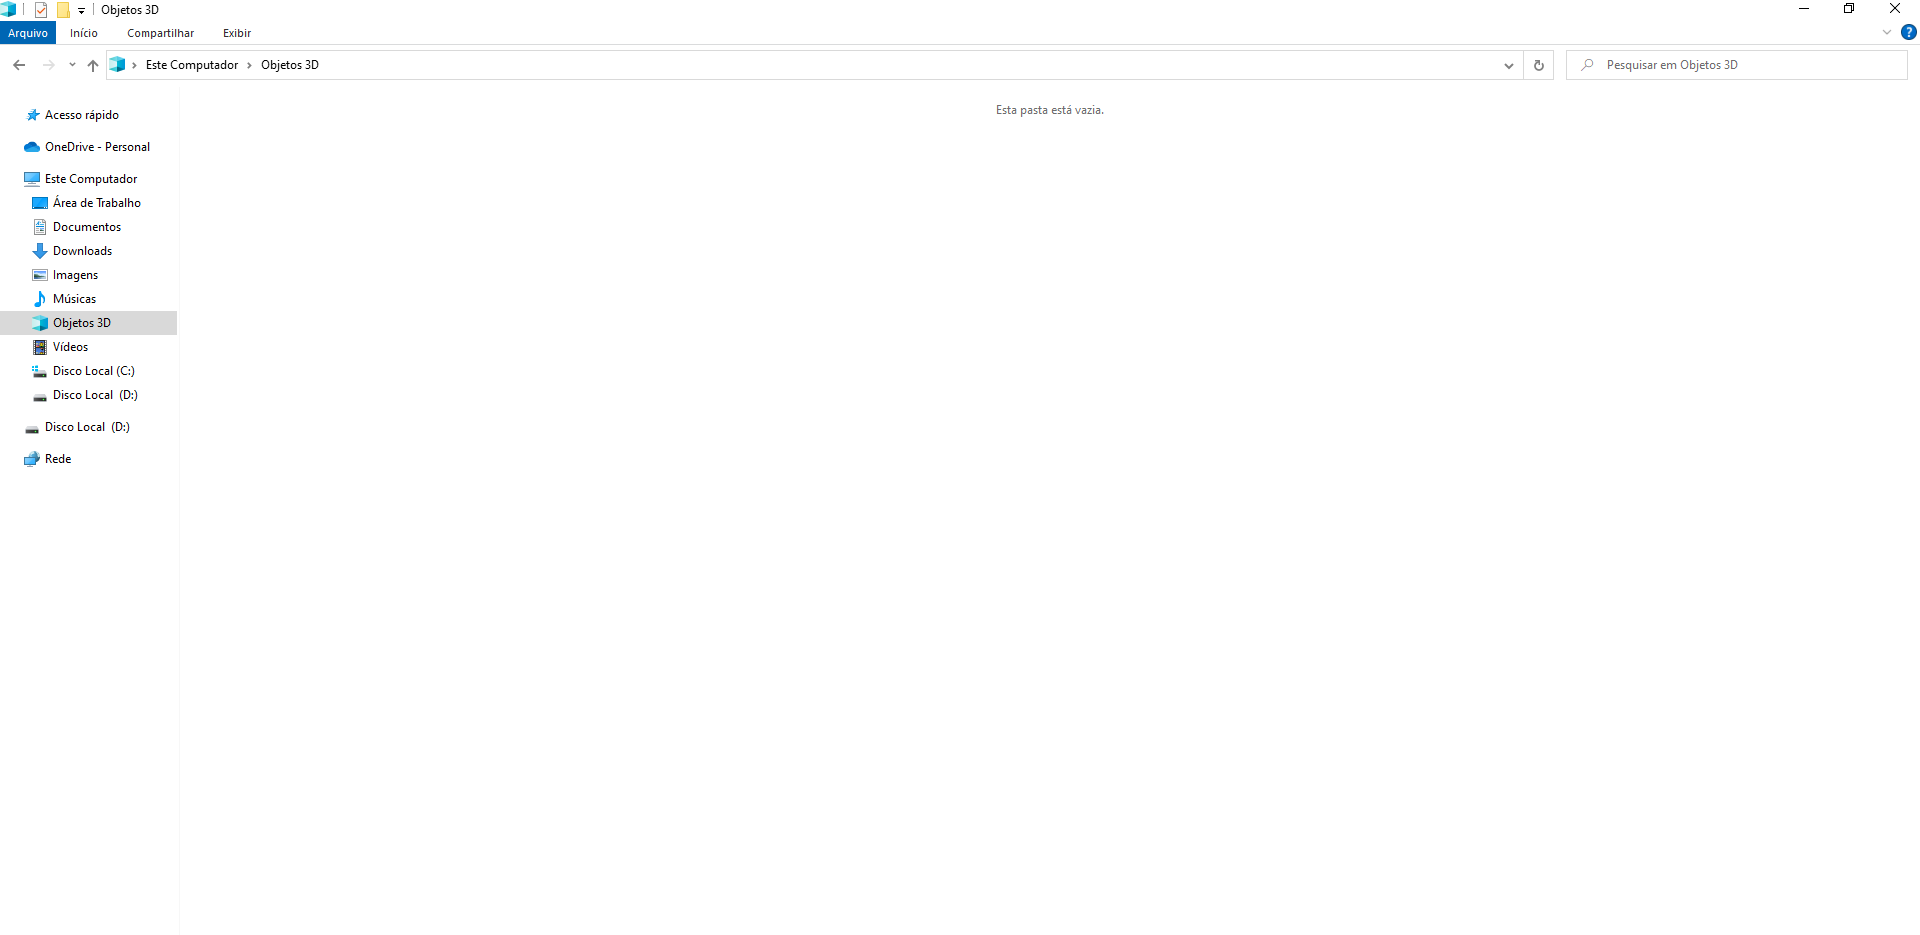 Objetos 3D
Arquivo Início Compartilhar Exibir
Este Computador Objetos 3D Pesquisar em Objetos 3D
Esta pasta está vazia.
Acesso rápido
OneDrive - Personal
Este Computador
Área de Trabalho
Documentos
Downloads
Imagens
Músicas
Objetos 3D
Vídeos
Disco Local (C:)
Disco Local (D:)
Disco Local (D:)
Rede